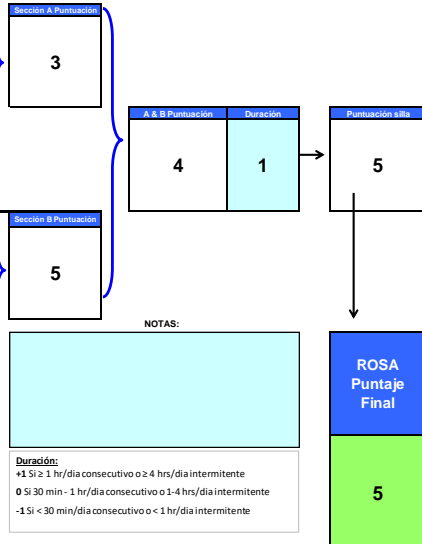 Sección A Puntuación
3
A & B Puntuación
Duración
4
1
Puntuación silla
5
Sección B Puntuación
5
NOTAS:
ROSA
Puntaje
Final
5
Duración:
+1 Si ≥ 1 hr/dia consecutivo o ≥ 4 hrs/dia intermitente
0 Si 30 min - 1 hr/dia consecutivo o 1-4 hrs/dia intermitente
-1 Si < 30 min/dia consecutivo o < 1 hr/dia intermitente